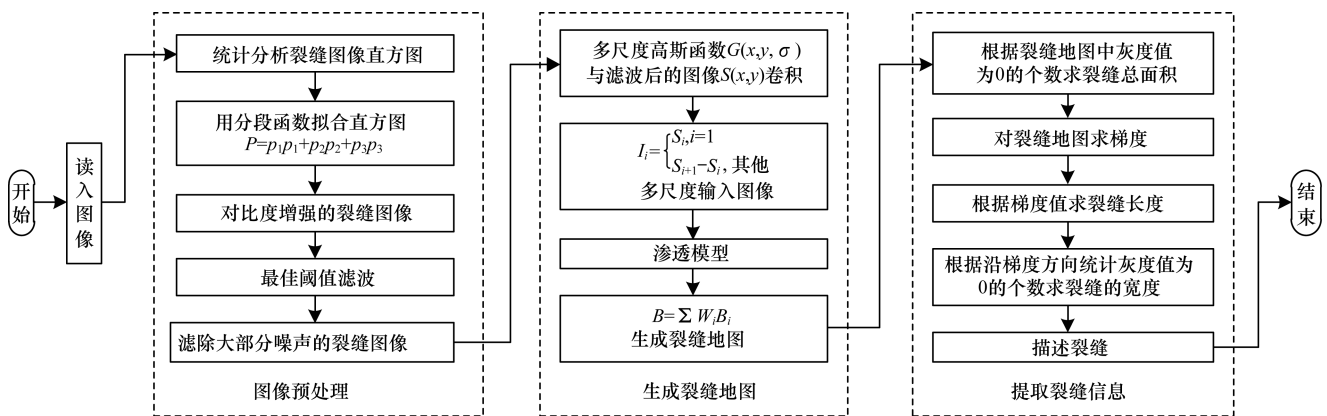 开始
读入图像
统计分析裂缝图像直方图
用分段函数拟合直方图
P=p₁p₁+p₂p₂+p₃p₃
对比度增强的裂缝图像
最佳阈值滤波
滤除大部分噪声的裂缝图像
图像预处理
多尺度高斯函数G(x,y,σ)
与滤波后的图像S(x,y)卷积
Iᵢ={Sᵢ,i=1
Sᵢ₊₁−Sᵢ,其他
多尺度输入图像
渗透模型
B=∑ WᵢBᵢ
生成裂缝地图
生成裂缝地图
根据裂缝地图中灰度值
为0的个数求裂缝总面积
对裂缝地图求梯度
根据梯度值求裂缝长度
根据沿梯度方向统计灰度值为
0的个数求裂缝的宽度
描述裂缝
提取裂缝信息
结束